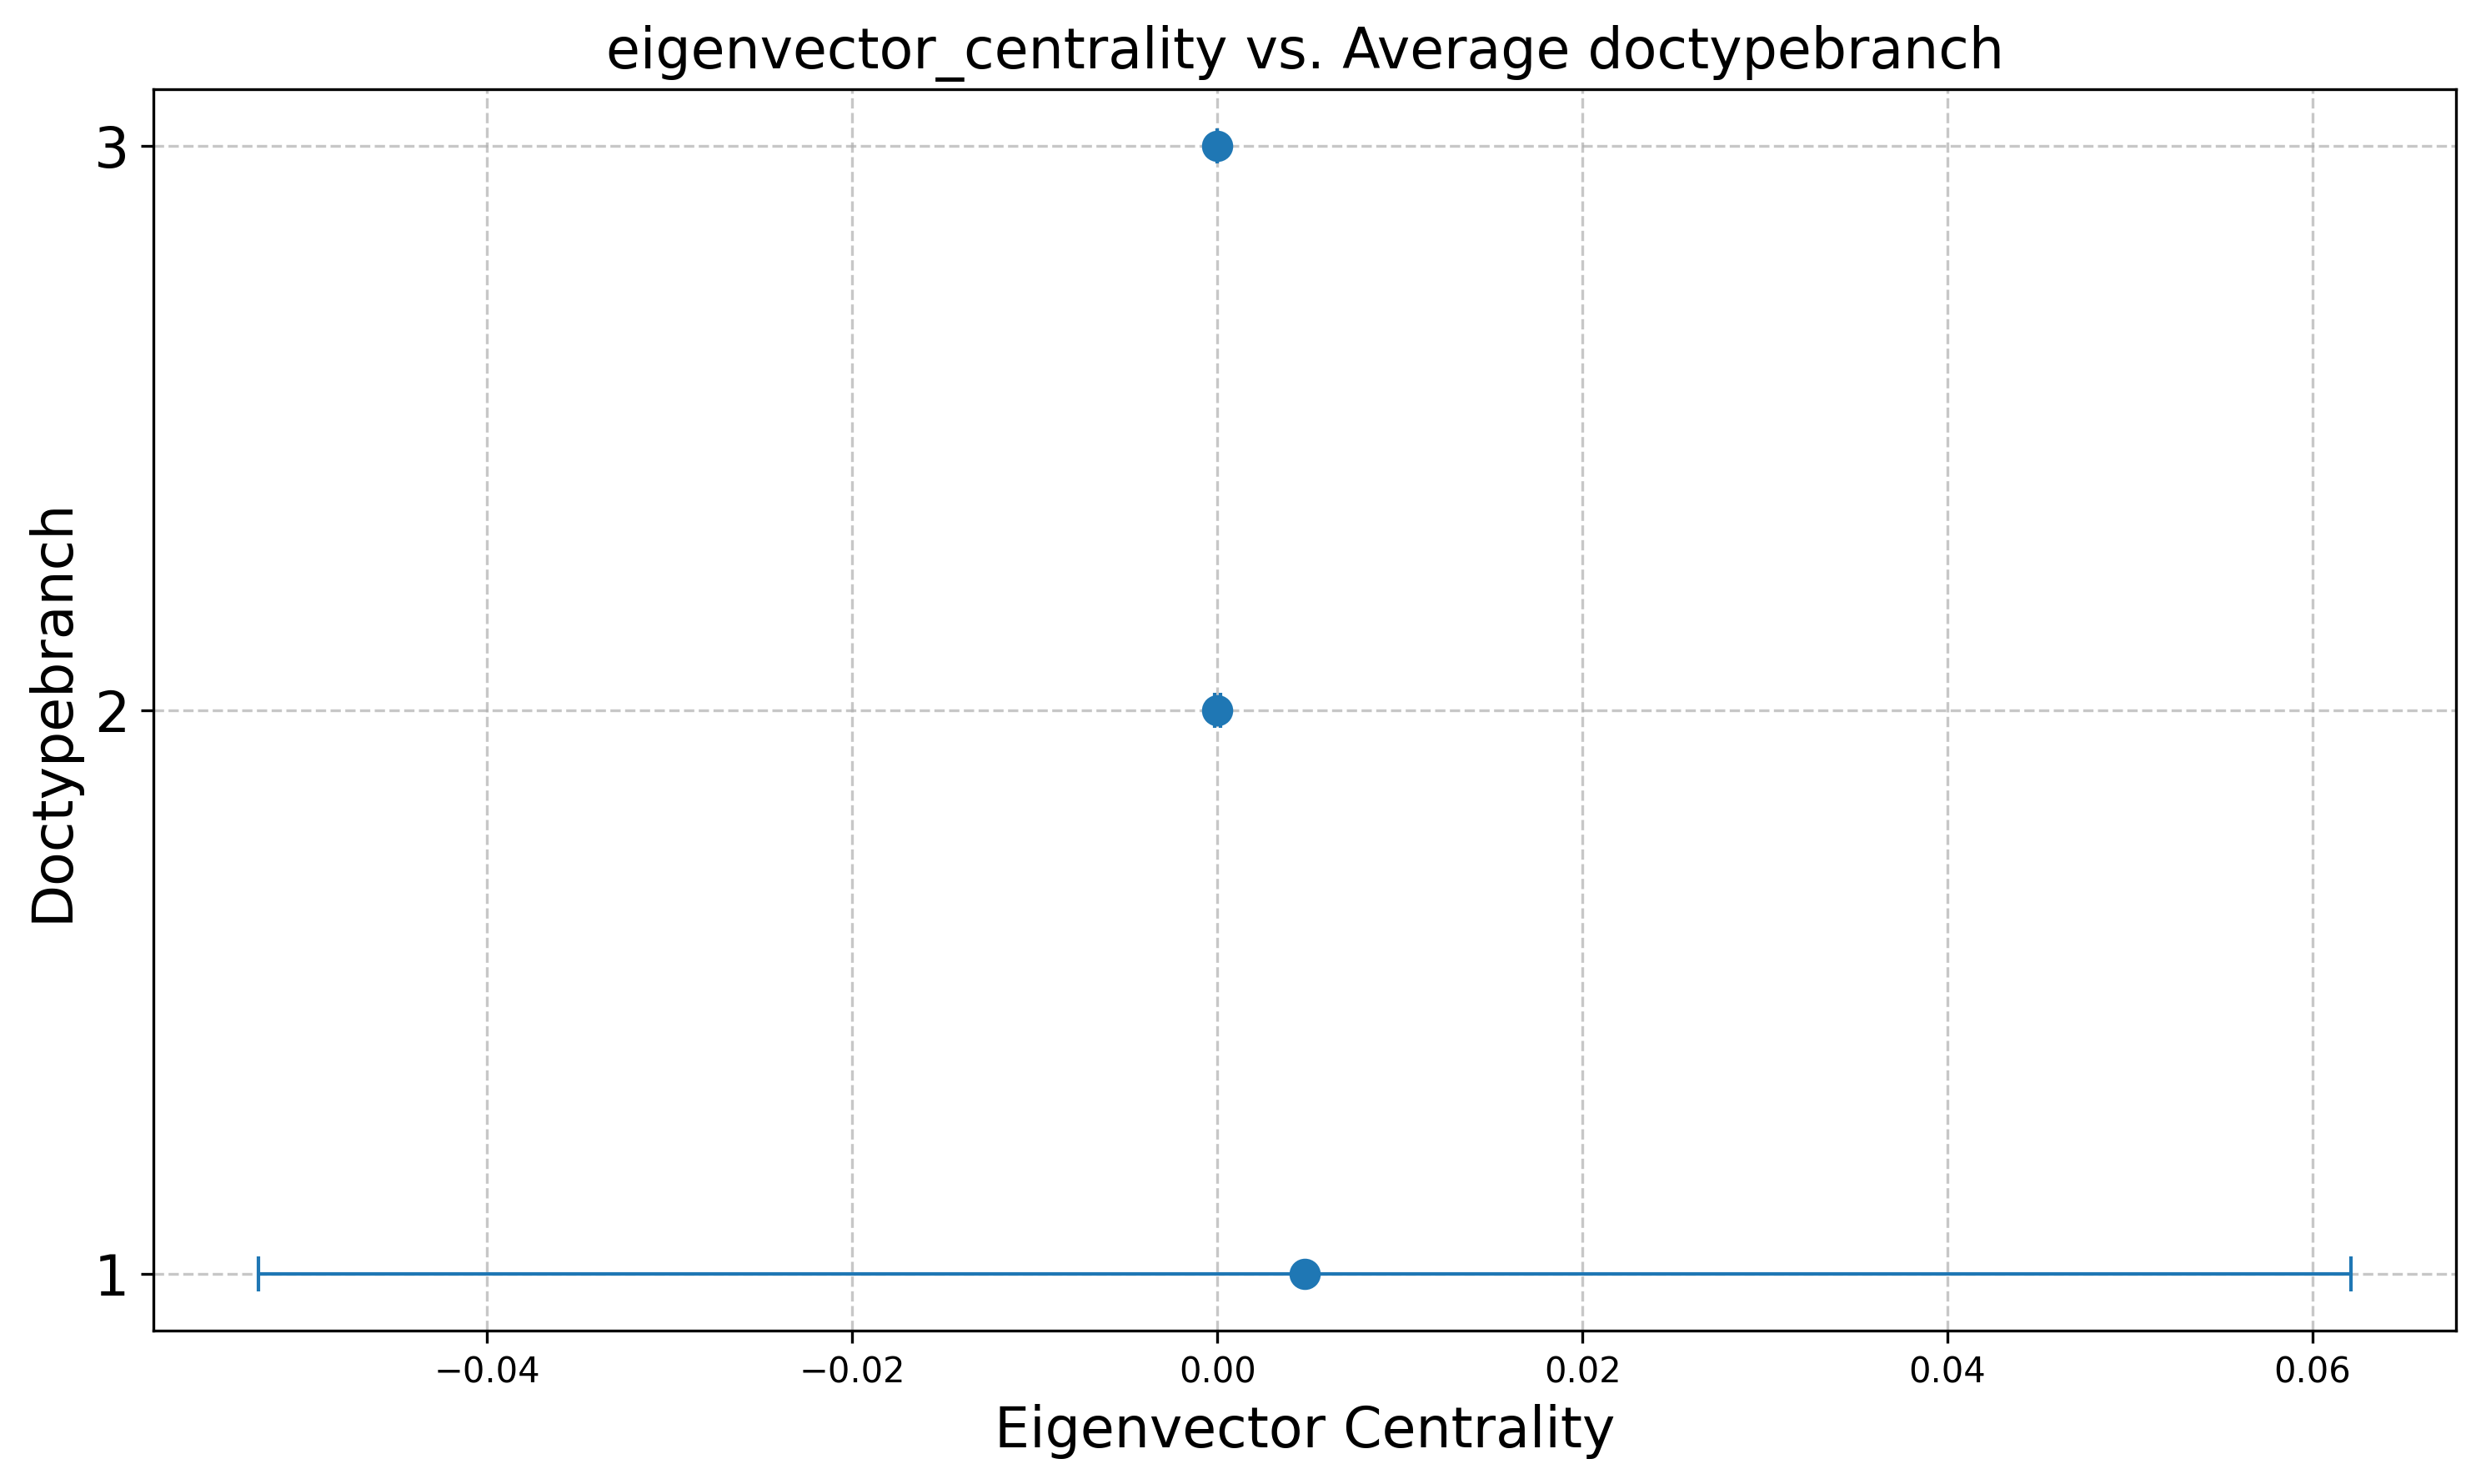 eigenvector_centrality vs. Average doctypebranch
3
2
1
Doctypebranch
−0.04 −0.02 0.00 0.02 0.04 0.06
Eigenvector Centrality